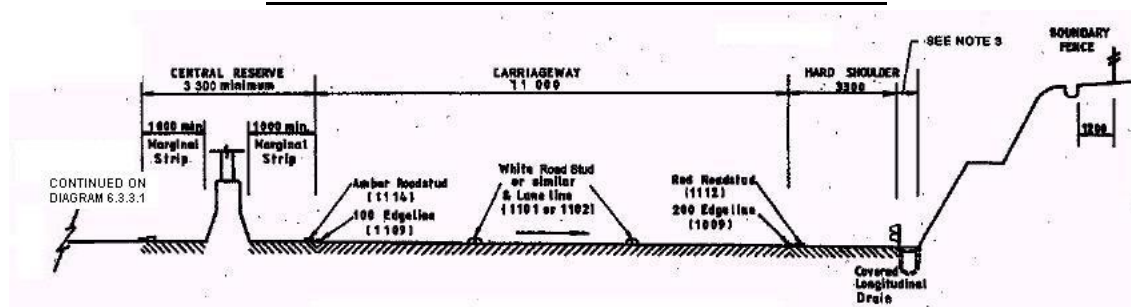 SEE NOTE 3
BOUNDARY
FENCE
CENTRAL RESERVE
3 300 minimum
CARRIAGEWAY
11 000
HARD SHOULDER
3300
1000 min
Marginal
Strip
1000 min.
Marginal
Strip
1200
CONTINUED ON
DIAGRAM 6.3.3.1
Amber Roadstud
(1114)
100 Edgeline
(1109)
White Road Stud
or similar
& Lane line
(1101 or 1102)
Red Roadstud
(1112)
200 Edgeline
(1009)
Covered
Longitudinal
Drain